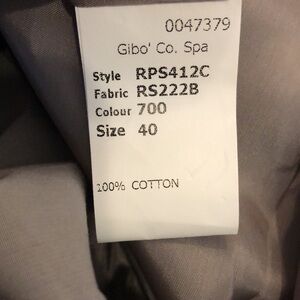 0047379
Gibo' Co. Spa
Style RPS412C
Fabric RS222B
Colour 700
Size 40
100% COTTON